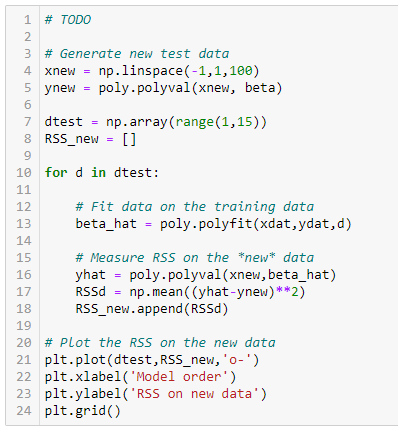 1 # TODO
2
3 # Generate new test data
4 xnew = np.linspace(-1,1,100)
5 ynew = poly.polyval(xnew, beta)
6
7 dtest = np.array(range(1,15))
8 RSS_new = []
9
10 for d in dtest:
11
12     # Fit data on the training data
13     beta_hat = poly.polyfit(xdat,ydat,d)
14
15     # Measure RSS on the *new* data
16     yhat = poly.polyval(xnew,beta_hat)
17     RSSd = np.mean((yhat-ynew)**2)
18     RSS_new.append(RSSd)
19
20 # Plot the RSS on the new data
21 plt.plot(dtest,RSS_new,'o-')
22 plt.xlabel('Model order')
23 plt.ylabel('RSS on new data')
24 plt.grid()